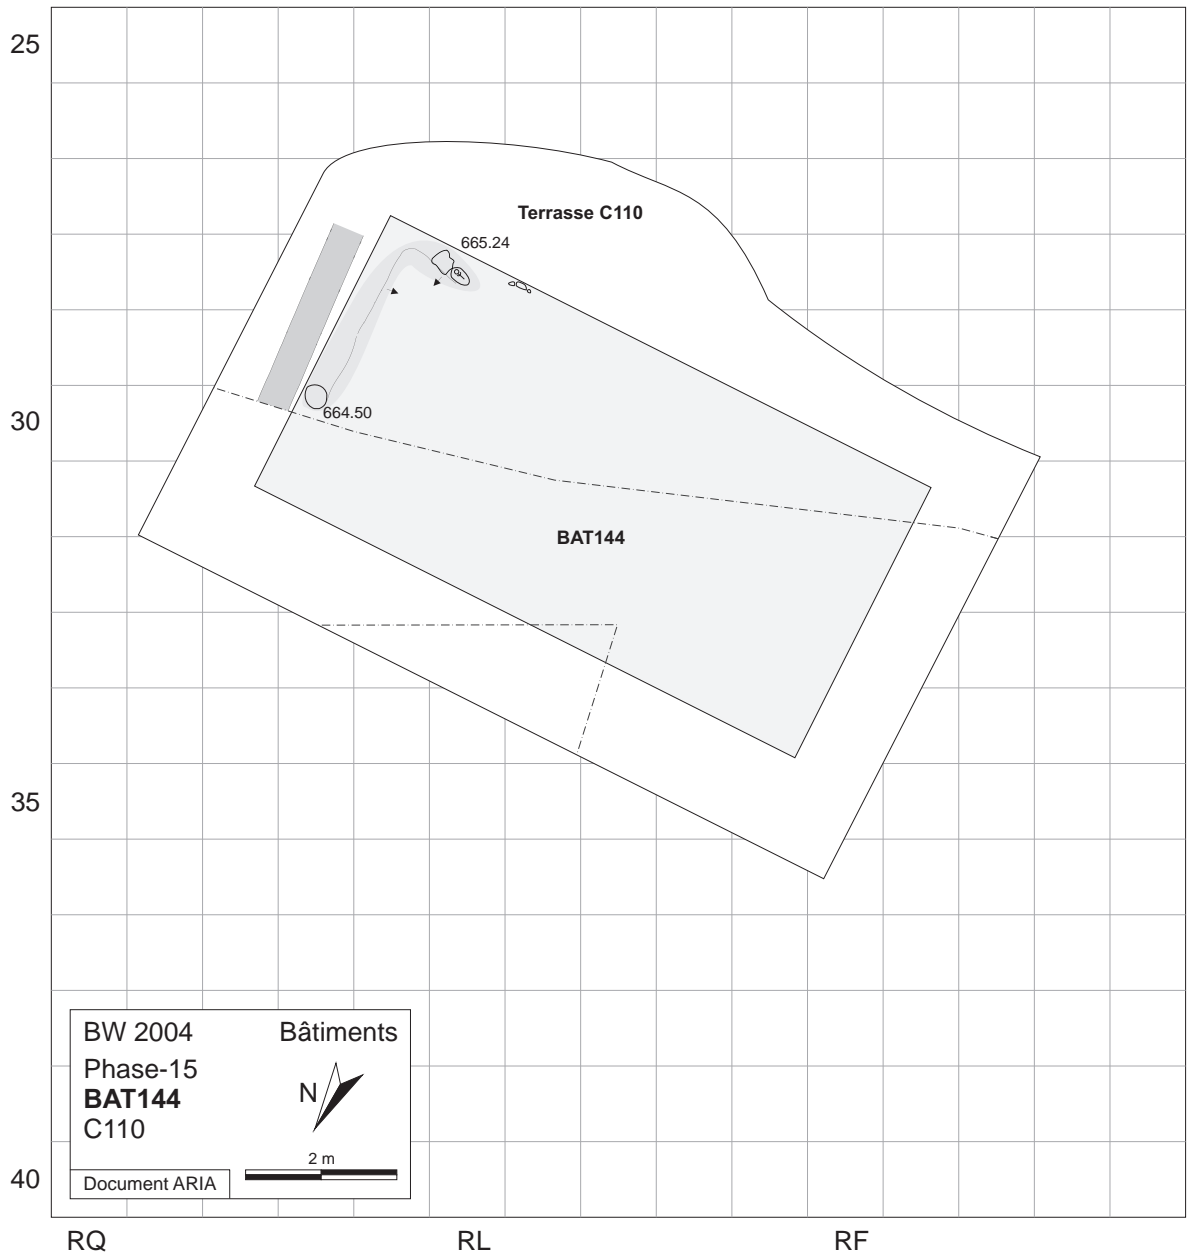 25
Terrasse C110
665.24
664.50
30
BAT144
35
BW 2004 Bâtiments
Phase-15
BAT144
C110
N
2 m
Document ARIA
40
RQ RL RF